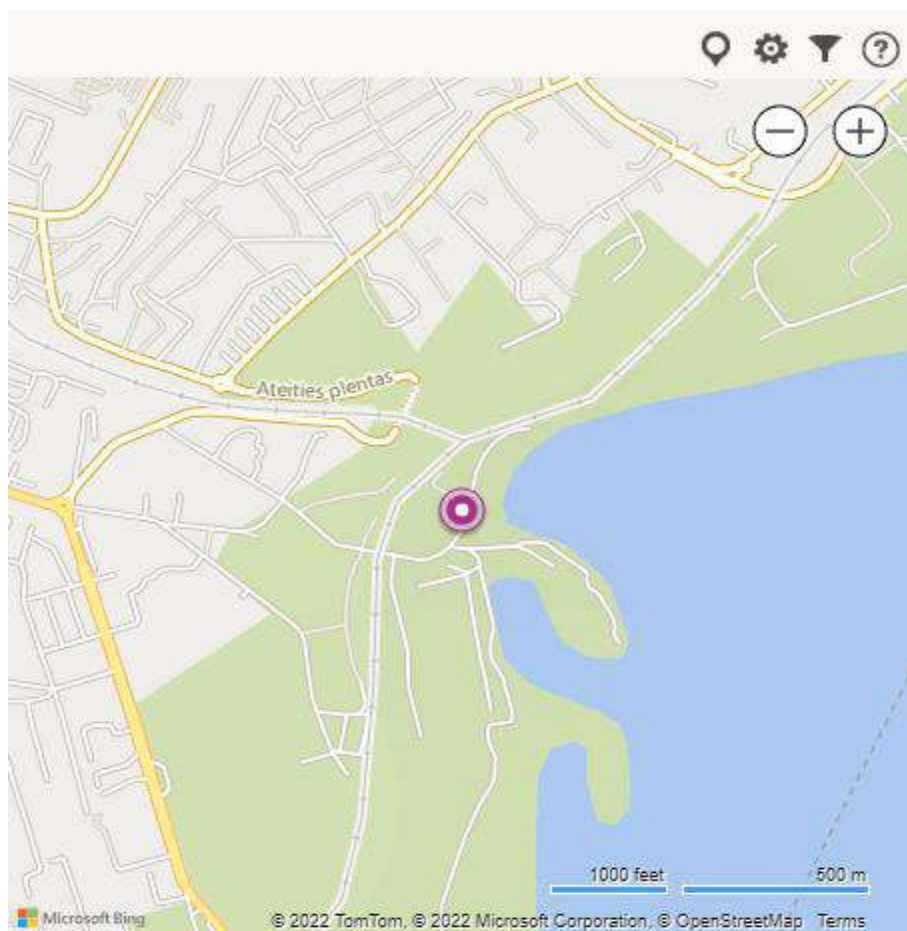 Ateities plentas
1000 feet
500 m
Microsoft Bing
© 2022 TomTom, © 2022 Microsoft Corporation, © OpenStreetMap Terms